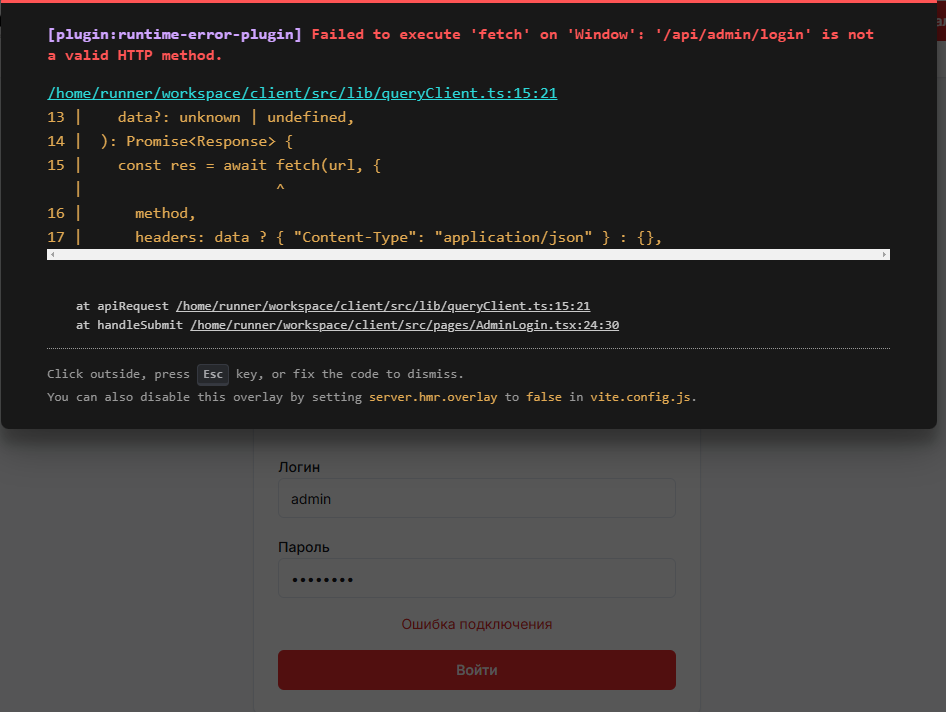 [plugin:runtime-error-plugin] Failed to execute 'fetch' on 'Window': '/api/admin/login' is not
a valid HTTP method.
/home/runner/workspace/client/src/lib/queryClient.ts:15:21
13 |    data?: unknown | undefined,
14 |  ): Promise<Response> {
15 |    const res = await fetch(url, {
   |                      ^
16 |      method,
17 |      headers: data ? { "Content-Type": "application/json" } : {},
at apiRequest /home/runner/workspace/client/src/lib/queryClient.ts:15:21
at handleSubmit /home/runner/workspace/client/src/pages/AdminLogin.tsx:24:30
Click outside, press Esc key, or fix the code to dismiss.
You can also disable this overlay by setting server.hmr.overlay to false in vite.config.js.
Логин
admin
Пароль
••••••••
Ошибка подключения
Войти